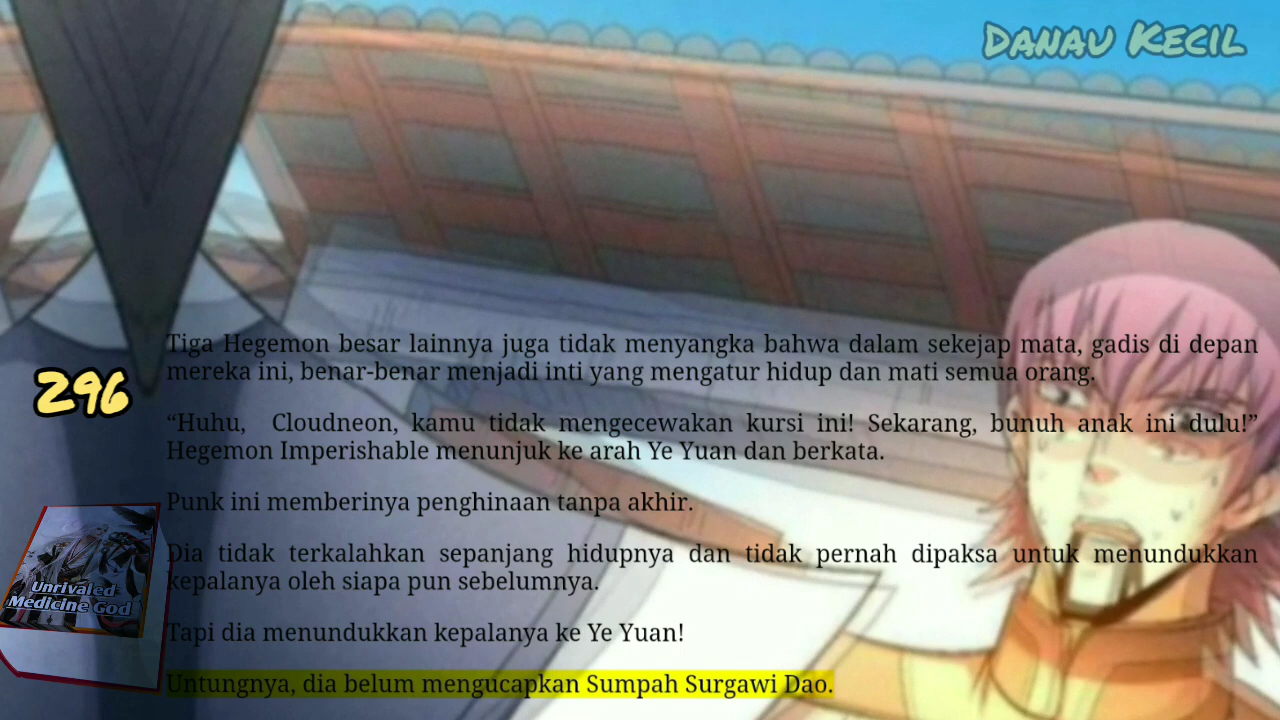 Danau Kecil
Tiga Hegemon besar lainnya juga tidak menyangka bahwa dalam sekejap mata, gadis di depan
mereka ini, benar-benar menjadi inti yang mengatur hidup dan mati semua orang.
296
“Huhu, Cloudneon, kamu tidak mengecewakan kursi ini! Sekarang, bunuh anak ini dulu!”
Hegemon Imperishable menunjuk ke arah Ye Yuan dan berkata.
Punk ini memberinya penghinaan tanpa akhir.
Dia tidak terkalahkan sepanjang hidupnya dan tidak pernah dipaksa untuk menundukkan
kepalanya oleh siapa pun sebelumnya.
Unrivaled
Medicine God
Tapi dia menundukkan kepalanya ke Ye Yuan!
Untungnya, dia belum mengucapkan Sumpah Surgawi Dao.